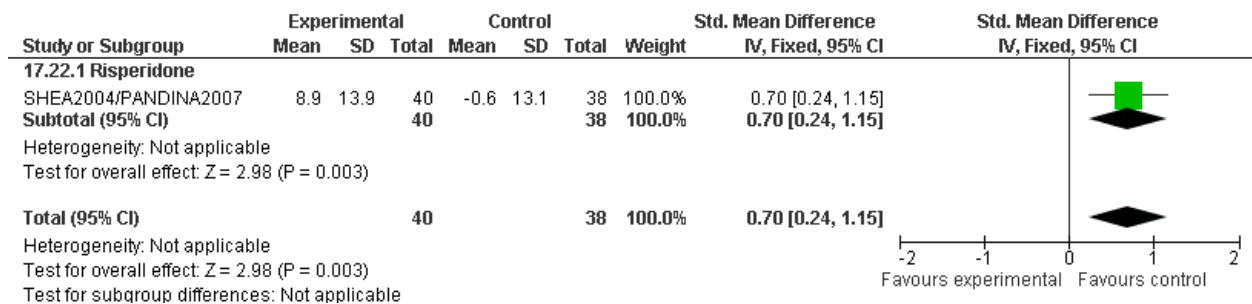 Experimental Control Std. Mean Difference Std. Mean Difference
Study or Subgroup Mean SD Total Mean SD Total Weight IV, Fixed, 95% CI IV, Fixed, 95% CI
17.22.1 Risperidone
SHEA2004/PANDINA2007 8.9 13.9 40 -0.6 13.1 38 100.0% 0.70 [0.24, 1.15]
Subtotal (95% CI) 40 38 100.0% 0.70 [0.24, 1.15]
Heterogeneity: Not applicable
Test for overall effect: Z = 2.98 (P = 0.003)
Total (95% CI) 40 38 100.0% 0.70 [0.24, 1.15]
Heterogeneity: Not applicable
Test for overall effect: Z = 2.98 (P = 0.003)
Test for subgroup differences: Not applicable
-2 -1 0 1 2
Favours experimental Favours control